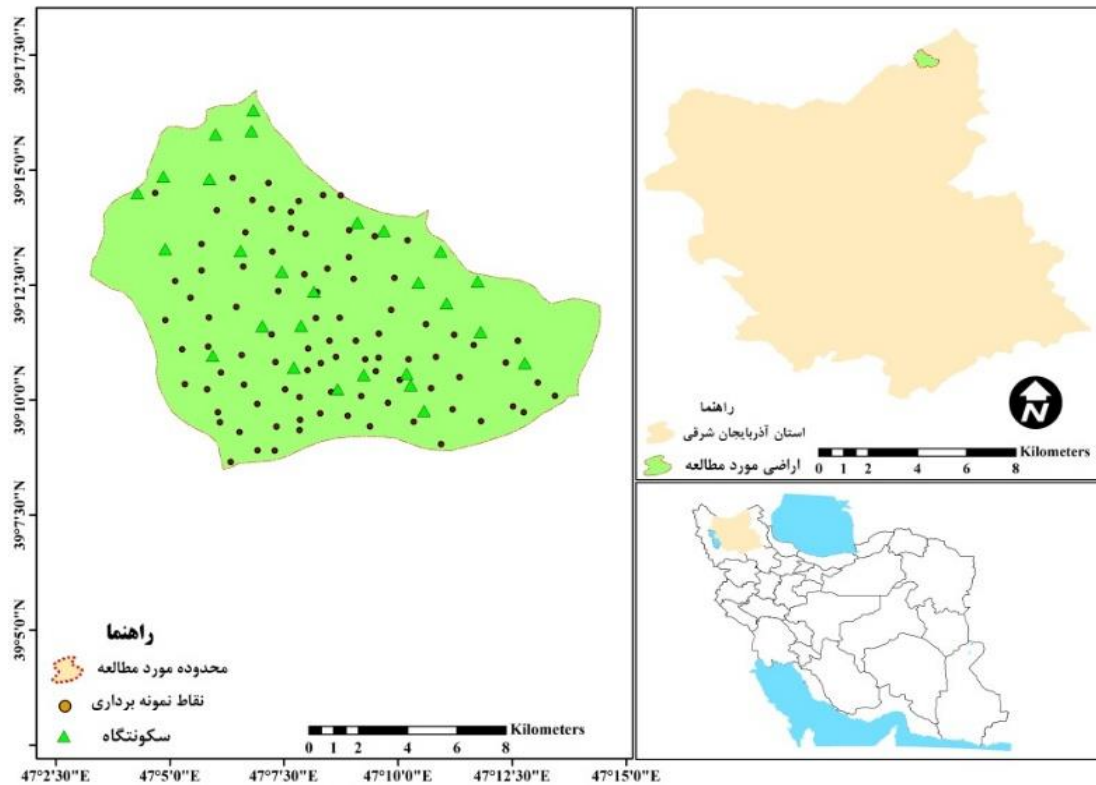 39°17'30"N
39°15'0"N
39°12'30"N
39°10'0"N
39°7'30"N
39°5'0"N
راهنما
محدوده مورد مطالعه
نقاط نمونه برداری
سکونتگاه
Kilometers
0 1 2 4 6 8
47°2'30"E 47°5'0"E 47°7'30"E 47°10'0"E 47°12'30"E 47°15'0"E
راهنما
استان آذربایجان شرقی
اراضی مورد مطالعه
N
Kilometers
0 1 2 4 6 8